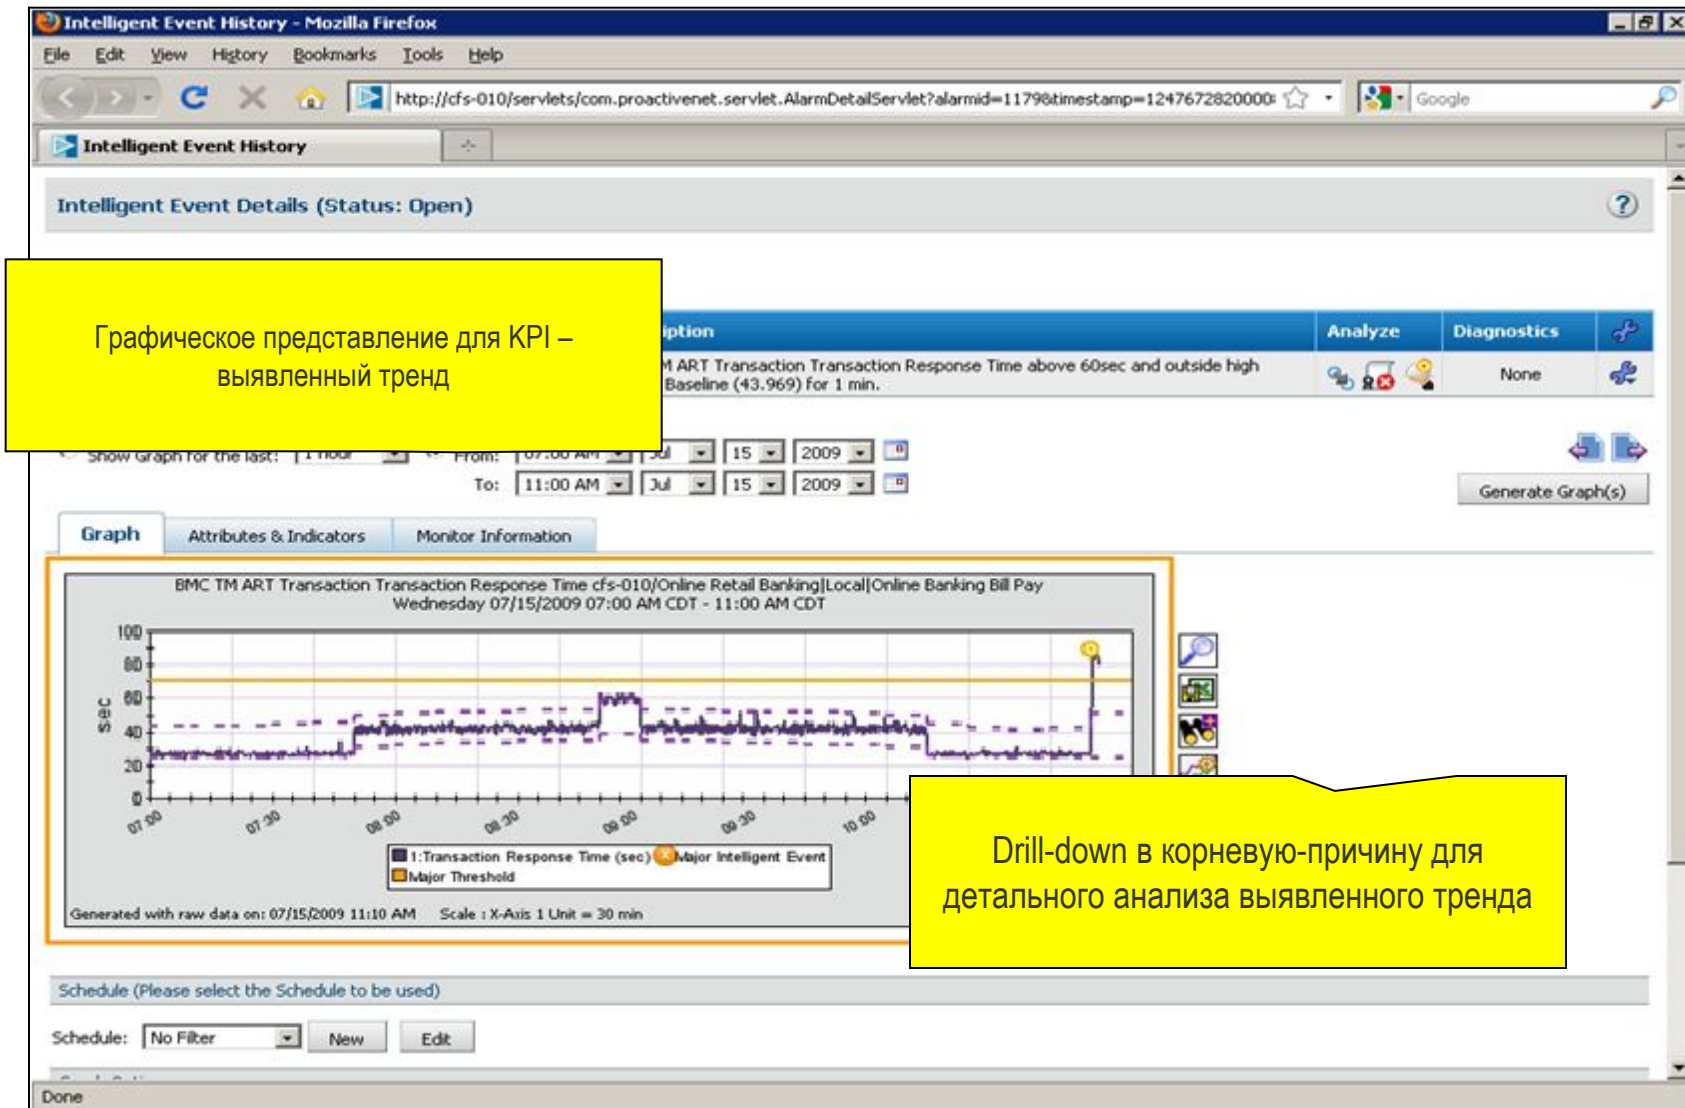 Intelligent Event History - Mozilla Firefox
File Edit View History Bookmarks Tools Help
http://cfs-010/servlets/com.proactivenet.servlet.AlarmDetailServlet?alarmid=1179&timestamp=1247672820000
Google
Intelligent Event History
Intelligent Event Details (Status: Open)
Графическое представление для KPI –
выявленный тренд
Analyze Diagnostics
ART Transaction Transaction Response Time above 60sec and outside high
Baseline (43.969) for 1 min.
None
Show Graph for the last: 1 hour From: 07:00 AM Jul 15 2009
To: 11:00 AM Jul 15 2009
Generate Graph(s)
Graph Attributes & Indicators Monitor Information
BMC TM ART Transaction Transaction Response Time cfs-010/Online Retail Banking|Local|Online Banking Bill Pay
Wednesday 07/15/2009 07:00 AM CDT - 11:00 AM CDT
100
80
60
40
20
0
sec
07:00 07:30 08:00 08:30 09:00 09:30 10:00
1:Transaction Response Time (sec) Major Intelligent Event
Major Threshold
Generated with raw data on: 07/15/2009 11:10 AM Scale : X-Axis 1 Unit = 30 min
Drill-down в корневую-причину для
детального анализа выявленного тренда
Schedule (Please select the Schedule to be used)
Schedule: No Filter New Edit
Done